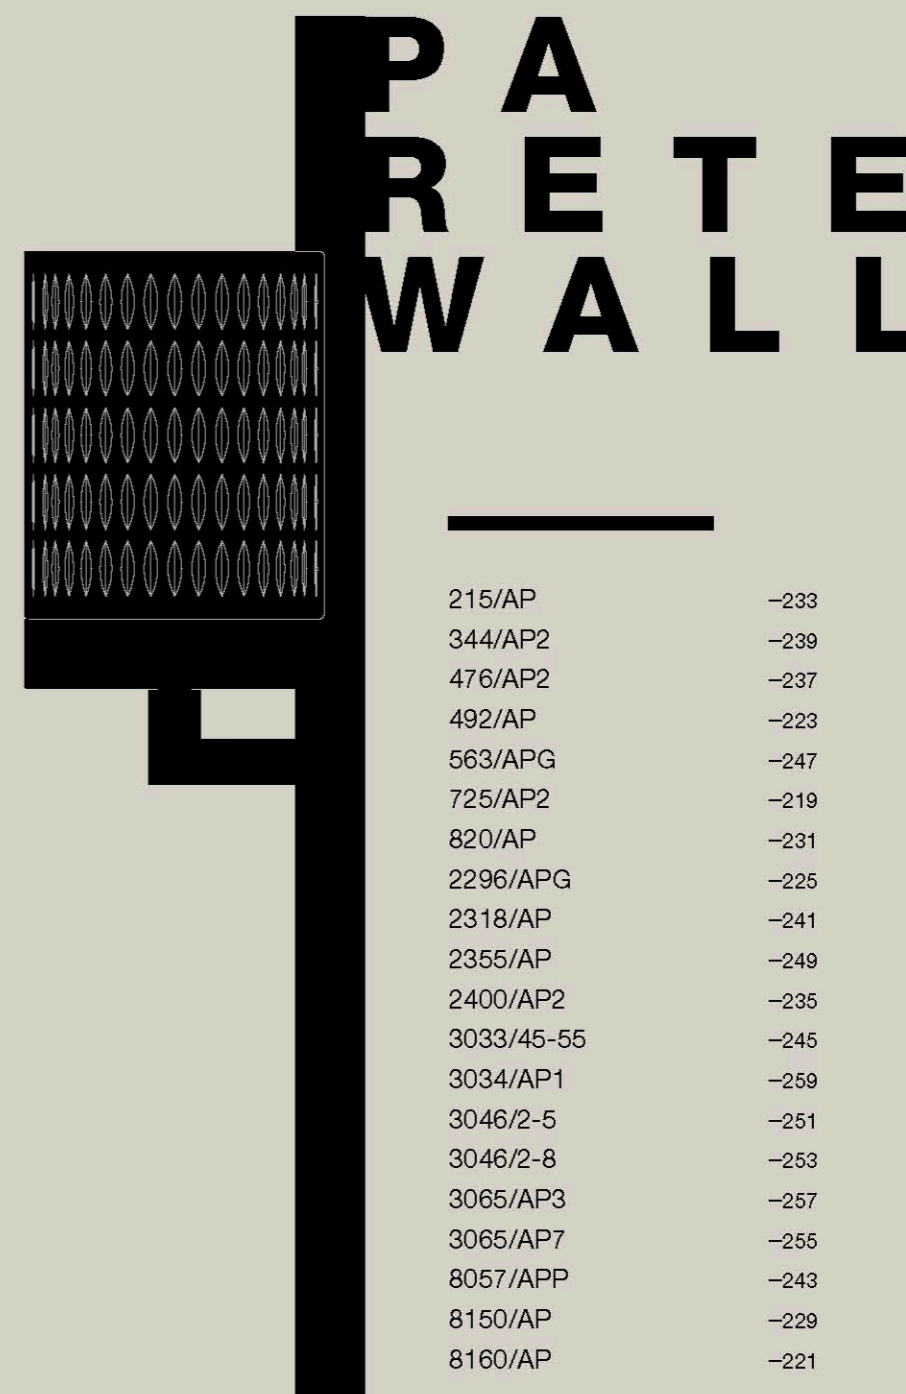 PA
RETE
WALL
215/AP –233
344/AP2 –239
476/AP2 –237
492/AP –223
563/APG –247
725/AP2 –219
820/AP –231
2296/APG –225
2318/AP –241
2355/AP –249
2400/AP2 –235
3033/45-55 –245
3034/AP1 –259
3046/2-5 –251
3046/2-8 –253
3065/AP3 –257
3065/AP7 –255
8057/APP –243
8150/AP –229
8160/AP –221